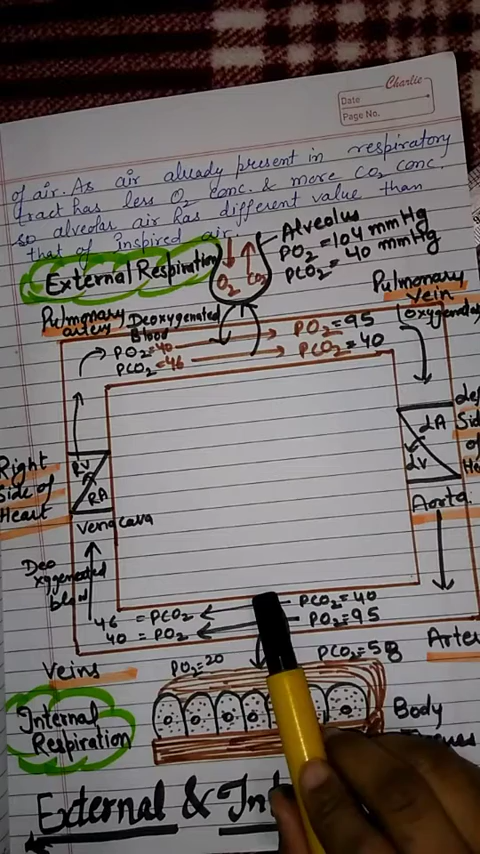 Charlie
Date
Page No.
of air. As air already present in respiratory
tract has less O2 conc. & more CO2 conc.
so alveolar air has different value than
that of inspired air.
External Respiration
O2 CO2
Alveolus
PO2 = 104 mmHg
PCO2 = 40 mmHg
Pulmonary
artery
Deoxygenated
Blood
Pulmonary
Vein
PO2 = 40
PCO2 = 46
PO2 = 95
PCO2 = 40
Right
Side of
Heart
RV
RA
Vena Cava
LA
LV
Side
of
Aorta
Deo
xygenated
blood
46 = PCO2
40 = PO2
PCO2 = 40
PO2 = 95
Veins
PO2 = 20
PCO2 = 58
Internal
Respiration
Body
External &